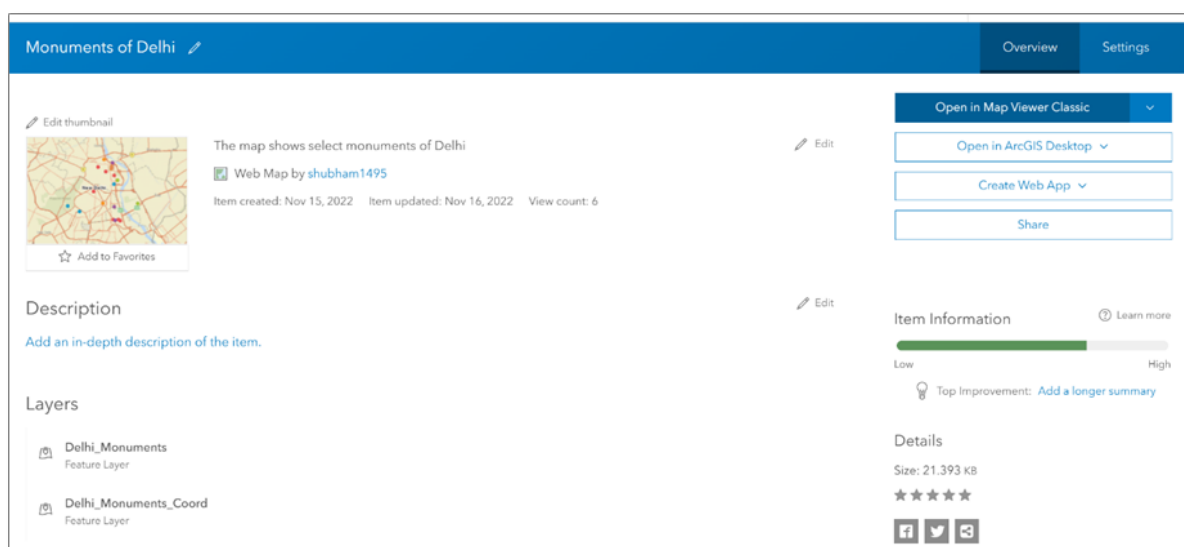 Monuments of Delhi
Overview
Settings
Edit thumbnail
The map shows select monuments of Delhi
Edit
Web Map by shubham1495
Item created: Nov 15, 2022 Item updated: Nov 16, 2022 View count: 6
Add to Favorites
Open in Map Viewer Classic
Open in ArcGIS Desktop
Create Web App
Share
Description
Edit
Add an in-depth description of the item.
Layers
Delhi_Monuments
Feature Layer
Delhi_Monuments_Coord
Feature Layer
Item Information
Learn more
Low
High
Top Improvement: Add a longer summary
Details
Size: 21.393 KB